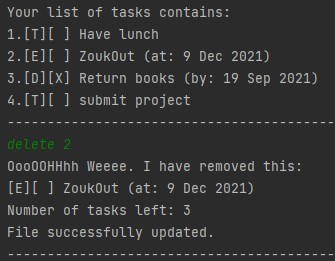 Your list of tasks contains:
1.[T][ ] Have lunch
2.[E][ ] ZoukOut (at: 9 Dec 2021)
3.[D][X] Return books (by: 19 Sep 2021)
4.[T][ ] submit project
------------------------------------------
delete 2
OooOOHHhh Weeee. I have removed this:
[E][ ] ZoukOut (at: 9 Dec 2021)
Number of tasks left: 3
File successfully updated.
------------------------------------------